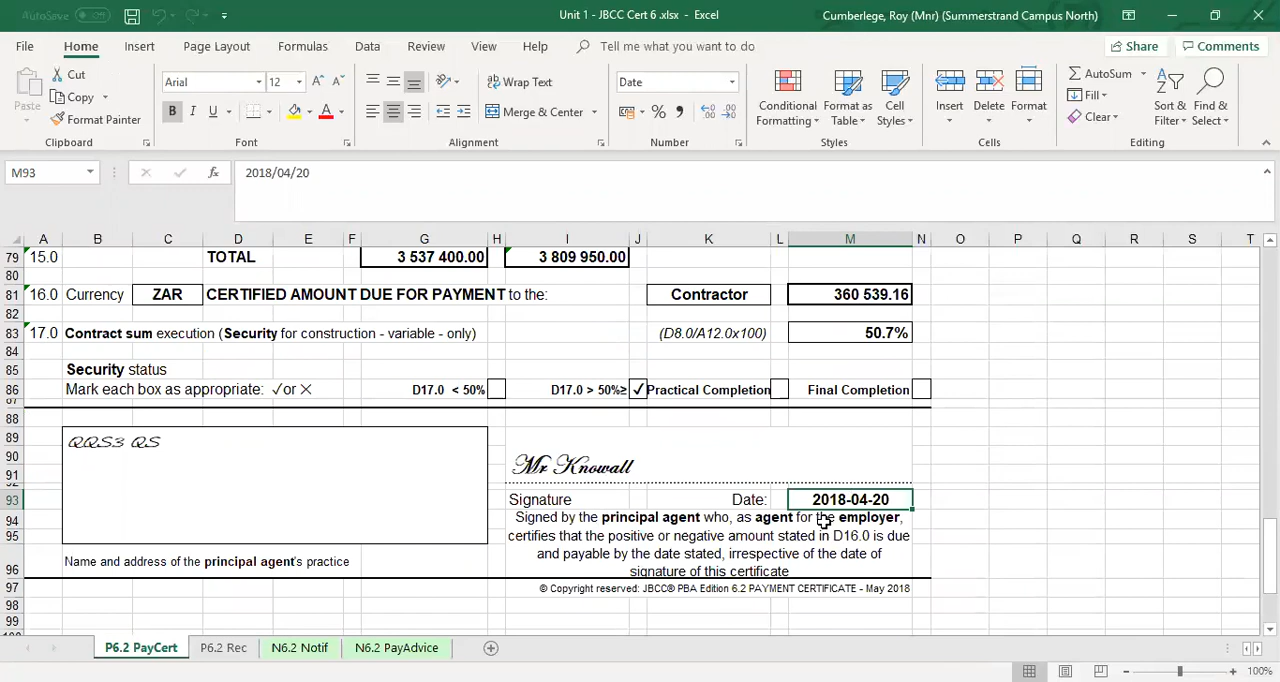 AutoSave Off
Unit 1 - JBCC Cert 6 .xlsx - Excel
Cumberlege, Roy (Mnr) (Summerstrand Campus North)
File Home Insert Page Layout Formulas Data Review View Help Tell me what you want to do Share Comments
Paste Cut Copy Format Painter
Arial 12
B I U A
Wrap Text
Merge & Center
Date
% ,
Conditional Formatting
Format as Table
Cell Styles
Insert Delete Format
AutoSum
Fill
Clear
Sort & Filter
Find & Select
Clipboard Font Alignment Number Styles Cells Editing
M93 fx 2018/04/20
A B C D E F G H I J K L M N O P Q R S T
79 15.0 TOTAL 3 537 400.00 3 809 950.00
80
81 16.0 Currency ZAR CERTIFIED AMOUNT DUE FOR PAYMENT to the: Contractor 360 539.16
82
83 17.0 Contract sum execution (Security for construction - variable - only) (D8.0/A12.0x100) 50.7%
84
85 Security status
86 Mark each box as appropriate: √ or X D17.0 < 50% D17.0 > 50%≥ ✓ Practical Completion Final Completion
87
88
89 QQS3 QS
90
91 Mr Knowall
92
93 Signature Date: 2018-04-20
94 Signed by the principal agent who, as agent for the employer,
95 certifies that the positive or negative amount stated in D16.0 is due
and payable by the date stated, irrespective of the date of
96 Name and address of the principal agent's practice signature of this certificate
97 © Copyright reserved: JBCC® PBA Edition 6.2 PAYMENT CERTIFICATE - May 2018
98
99
100
P6.2 PayCert P6.2 Rec N6.2 Notif N6.2 PayAdvice
100%